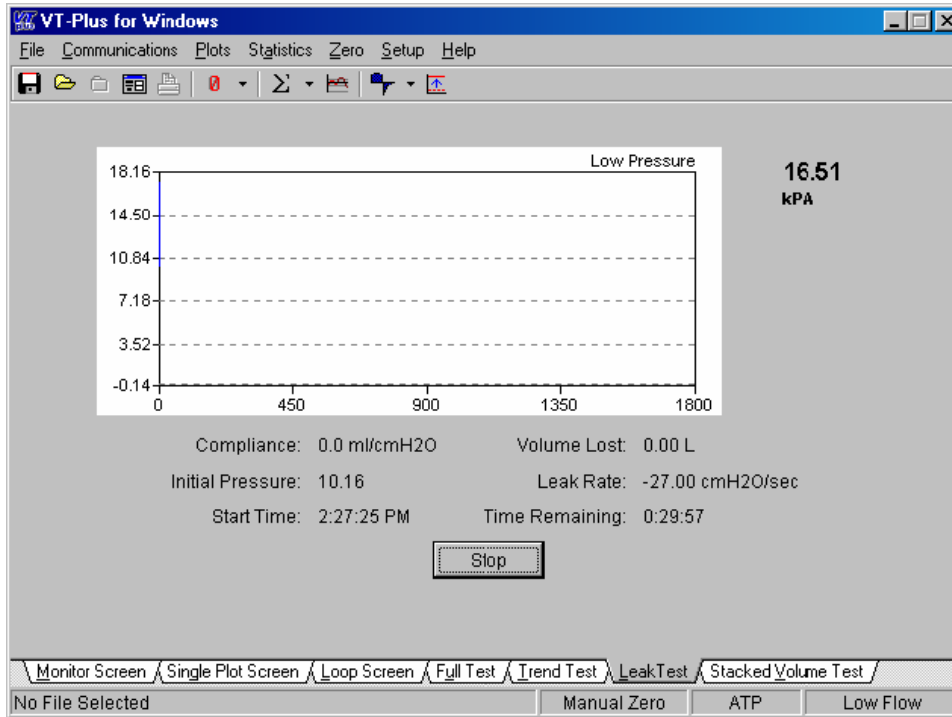 VT-Plus for Windows
File Communications Plots Statistics Zero Setup Help
Low Pressure
18.16
14.50
10.84
7.18
3.52
-0.14
0 450 900 1350 1800
16.51
kPA
Compliance: 0.0 ml/cmH2O Volume Lost: 0.00 L
Initial Pressure: 10.16 Leak Rate: -27.00 cmH2O/sec
Start Time: 2:27:25 PM Time Remaining: 0:29:57
Stop
Monitor Screen Single Plot Screen Loop Screen Full Test Trend Test LeakTest Stacked Volume Test
No File Selected Manual Zero ATP Low Flow